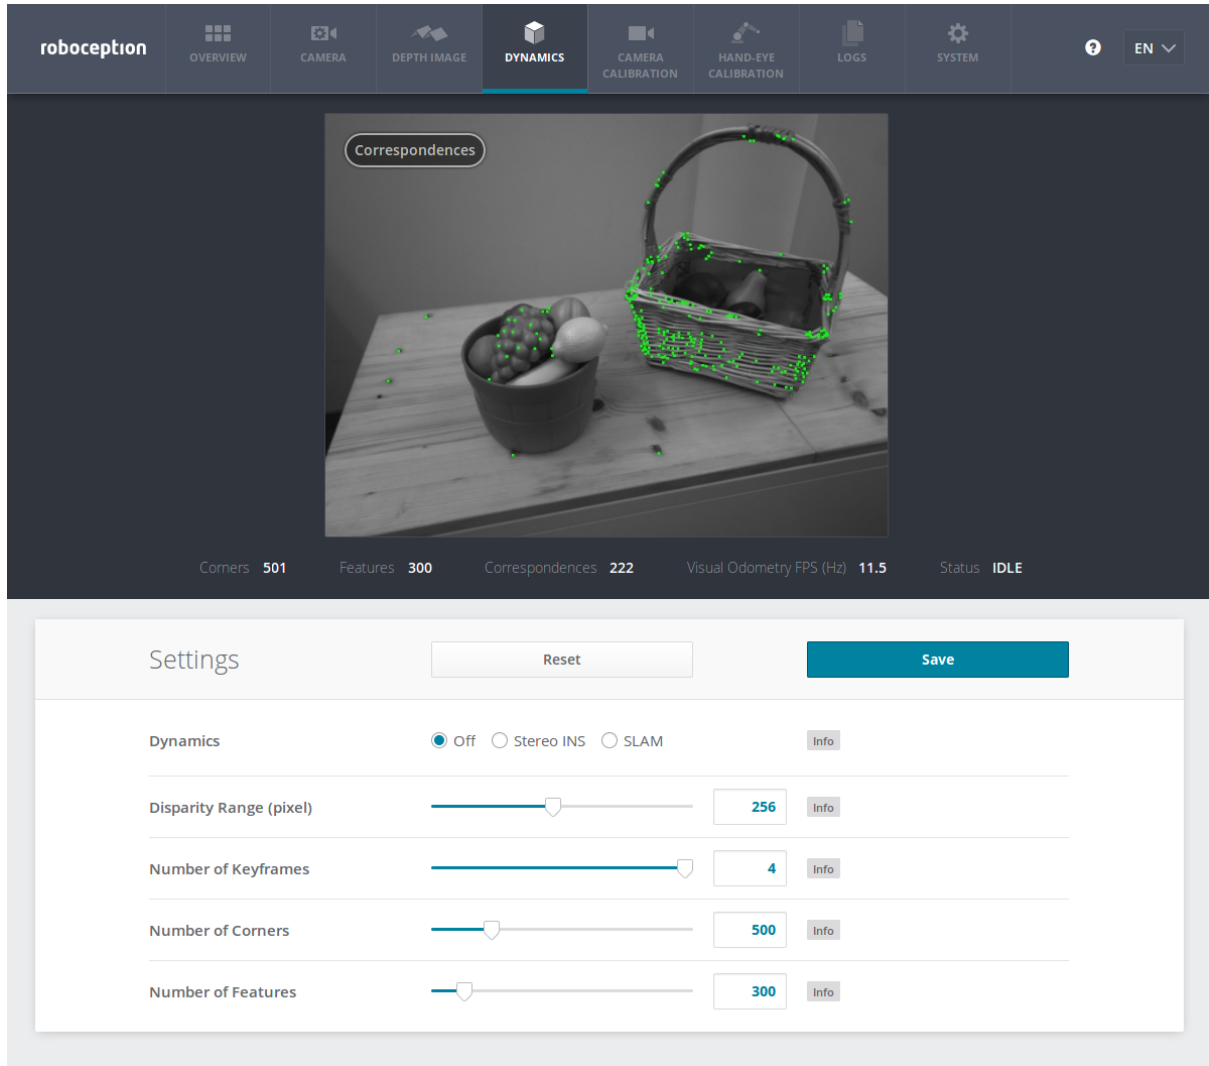 roboception
OVERVIEW
CAMERA
DEPTH IMAGE
DYNAMICS
CAMERA
CALIBRATION
HAND-EYE
CALIBRATION
LOGS
SYSTEM
?
EN
Correspondences
Corners 501 Features 300 Correspondences 222 Visual Odometry FPS (Hz) 11.5 Status IDLE
Settings Reset Save
Dynamics Off Stereo INS SLAM Info
Disparity Range (pixel) 256 Info
Number of Keyframes 4 Info
Number of Corners 500 Info
Number of Features 300 Info